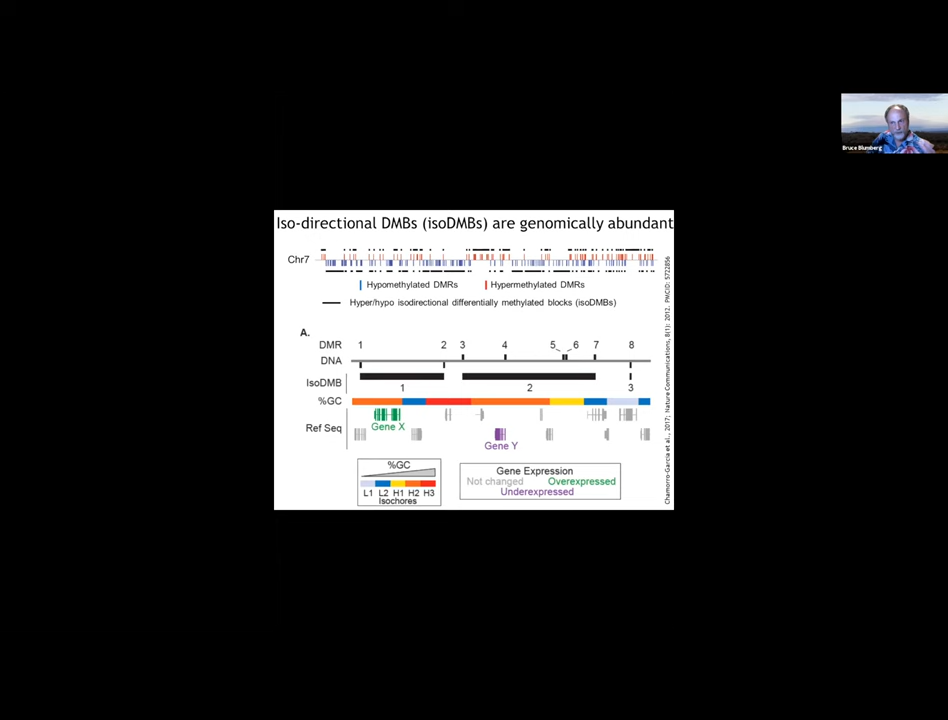 Bruce Blumberg
Iso-directional DMBs (isoDMBs) are genomically abundant
Chr7
Hypomethylated DMRs
Hypermethylated DMRs
Hyper/hypo isodirectional differentially methylated blocks (isoDMBs)
A.
DMR 1 2 3 4 5 6 7 8
DNA
IsoDMB
1 2 3
%GC
Ref Seq
Gene X
Gene Y
%GC
L1 L2 H1 H2 H3
Isochores
Gene Expression
Not changed Overexpressed
Underexpressed
Chamorro-Garcia et al., 2017; Nature Communications, 8(1): 2012. PMCID: 5722856